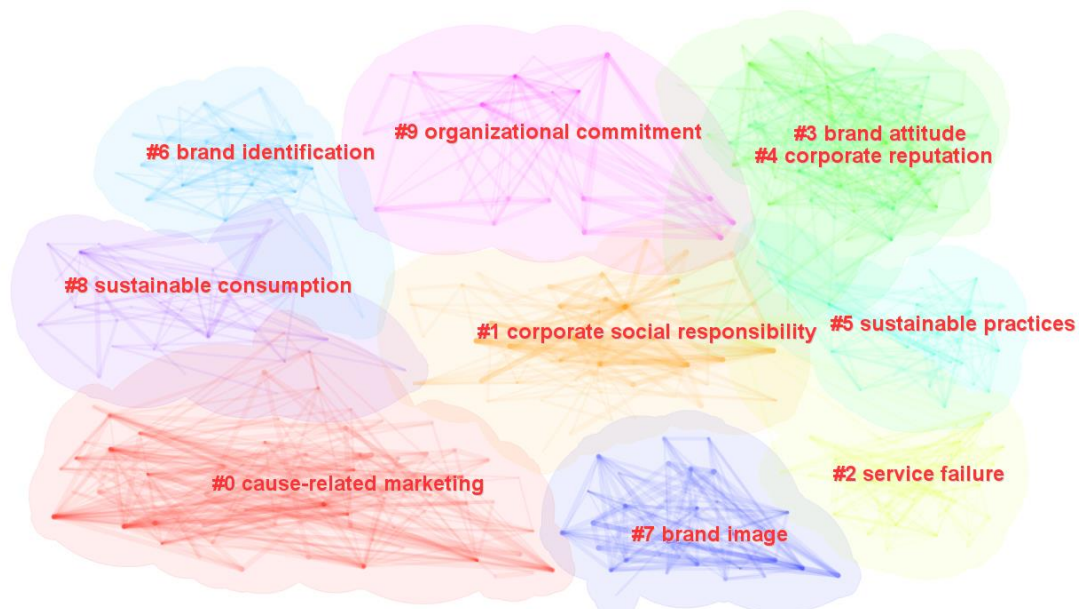 #9 organizational commitment
#3 brand attitude
#6 brand identification
#4 corporate reputation
#8 sustainable consumption
#5 sustainable practices
#1 corporate social responsibility
#2 service failure
#0 cause-related marketing
#7 brand image